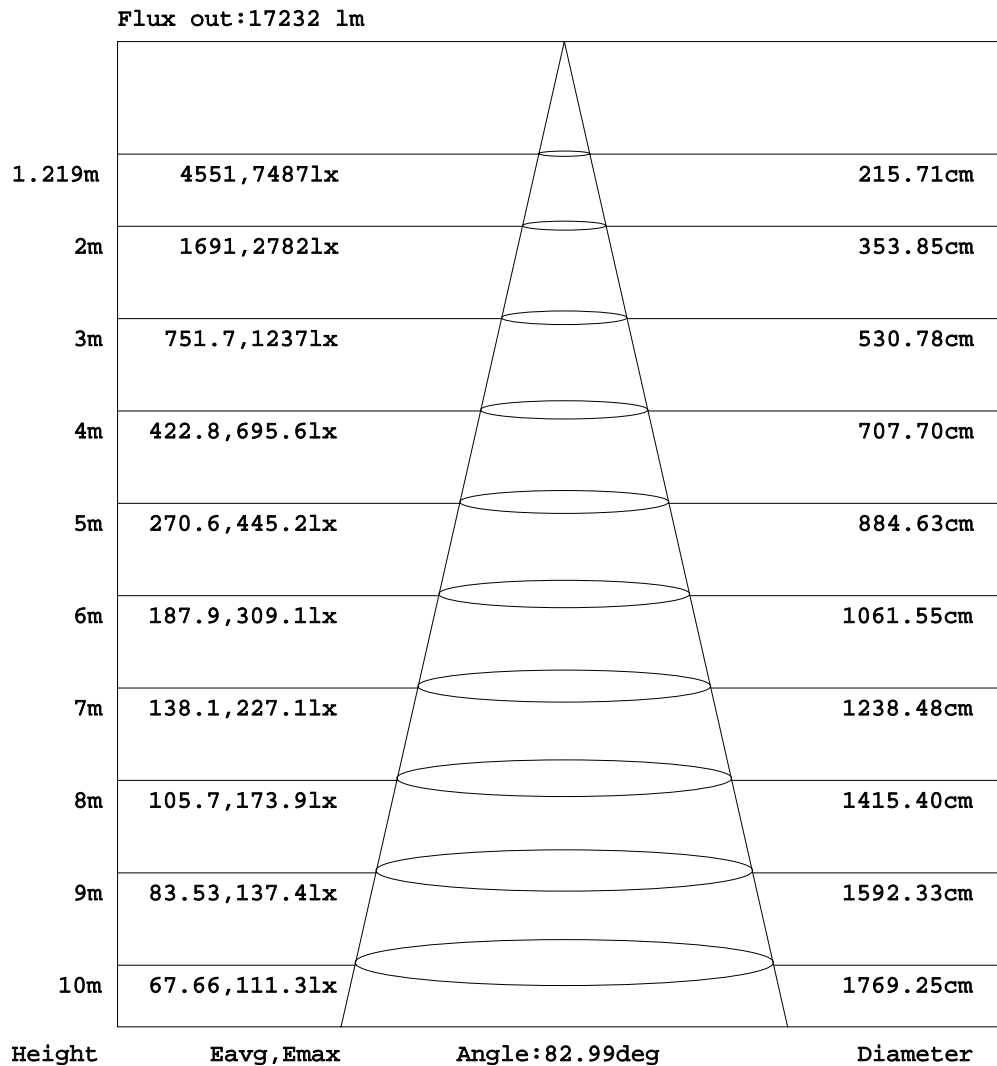 Flux out:17232 lm
1.219m 4551,7487lx 215.71cm
2m 1691,2782lx 353.85cm
3m 751.7,1237lx 530.78cm
4m 422.8,695.6lx 707.70cm
5m 270.6,445.2lx 884.63cm
6m 187.9,309.1lx 1061.55cm
7m 138.1,227.1lx 1238.48cm
8m 105.7,173.9lx 1415.40cm
9m 83.53,137.4lx 1592.33cm
10m 67.66,111.3lx 1769.25cm
Height Eavg,Emax Angle:82.99deg Diameter